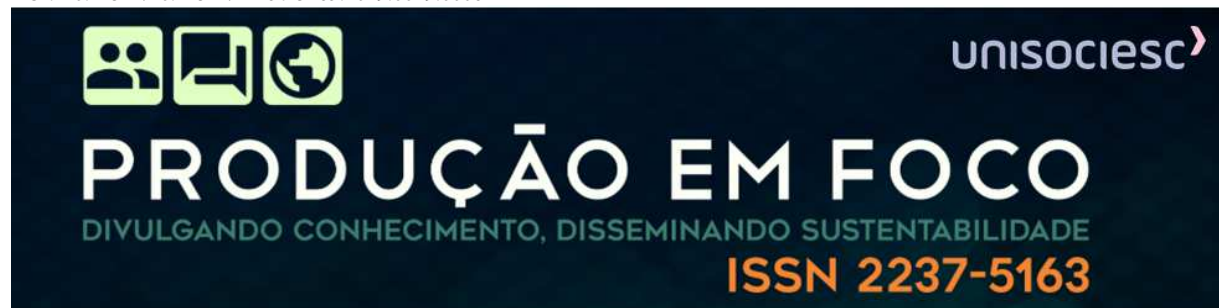 unisociesc
PRODUÇÃO EM FOCO
DIVULGANDO CONHECIMENTO, DISSEMINANDO SUSTENTABILIDADE
ISSN 2237-5163